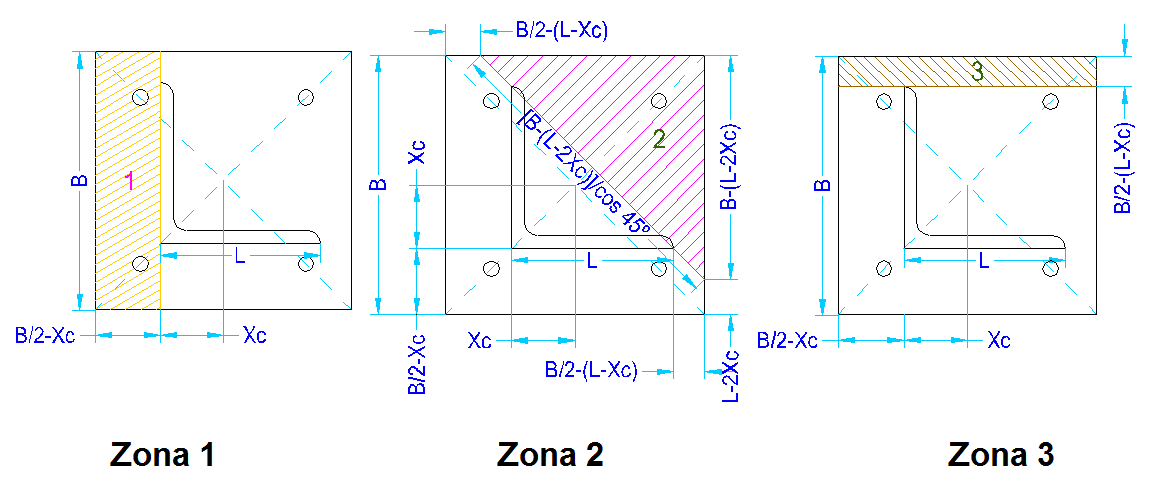 B
1
L
B/2-Xc
Xc
Zona 1
B/2-(L-Xc)
[B-(L-2Xc)]/cos 45º
2
Xc
B
B-(L-2Xc)
L
B/2-Xc
Xc
B/2-(L-Xc)
L-2Xc
Zona 2
3
B/2-(L-Xc)
B
L
B/2-Xc
Xc
Zona 3